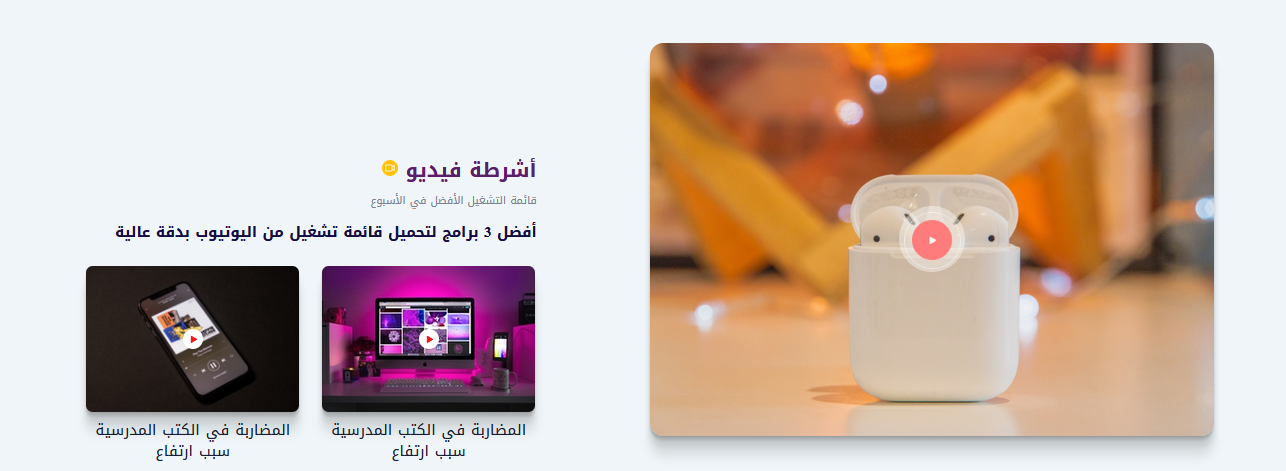 أشرطة فيديو
قائمة التشغيل الأفضل في الأسبوع
أفضل 3 برامج لتحميل قائمة تشغيل من اليوتيوب بدقة عالية
المضاربة في الكتب المدرسية
سبب ارتفاع
المضاربة في الكتب المدرسية
سبب ارتفاع